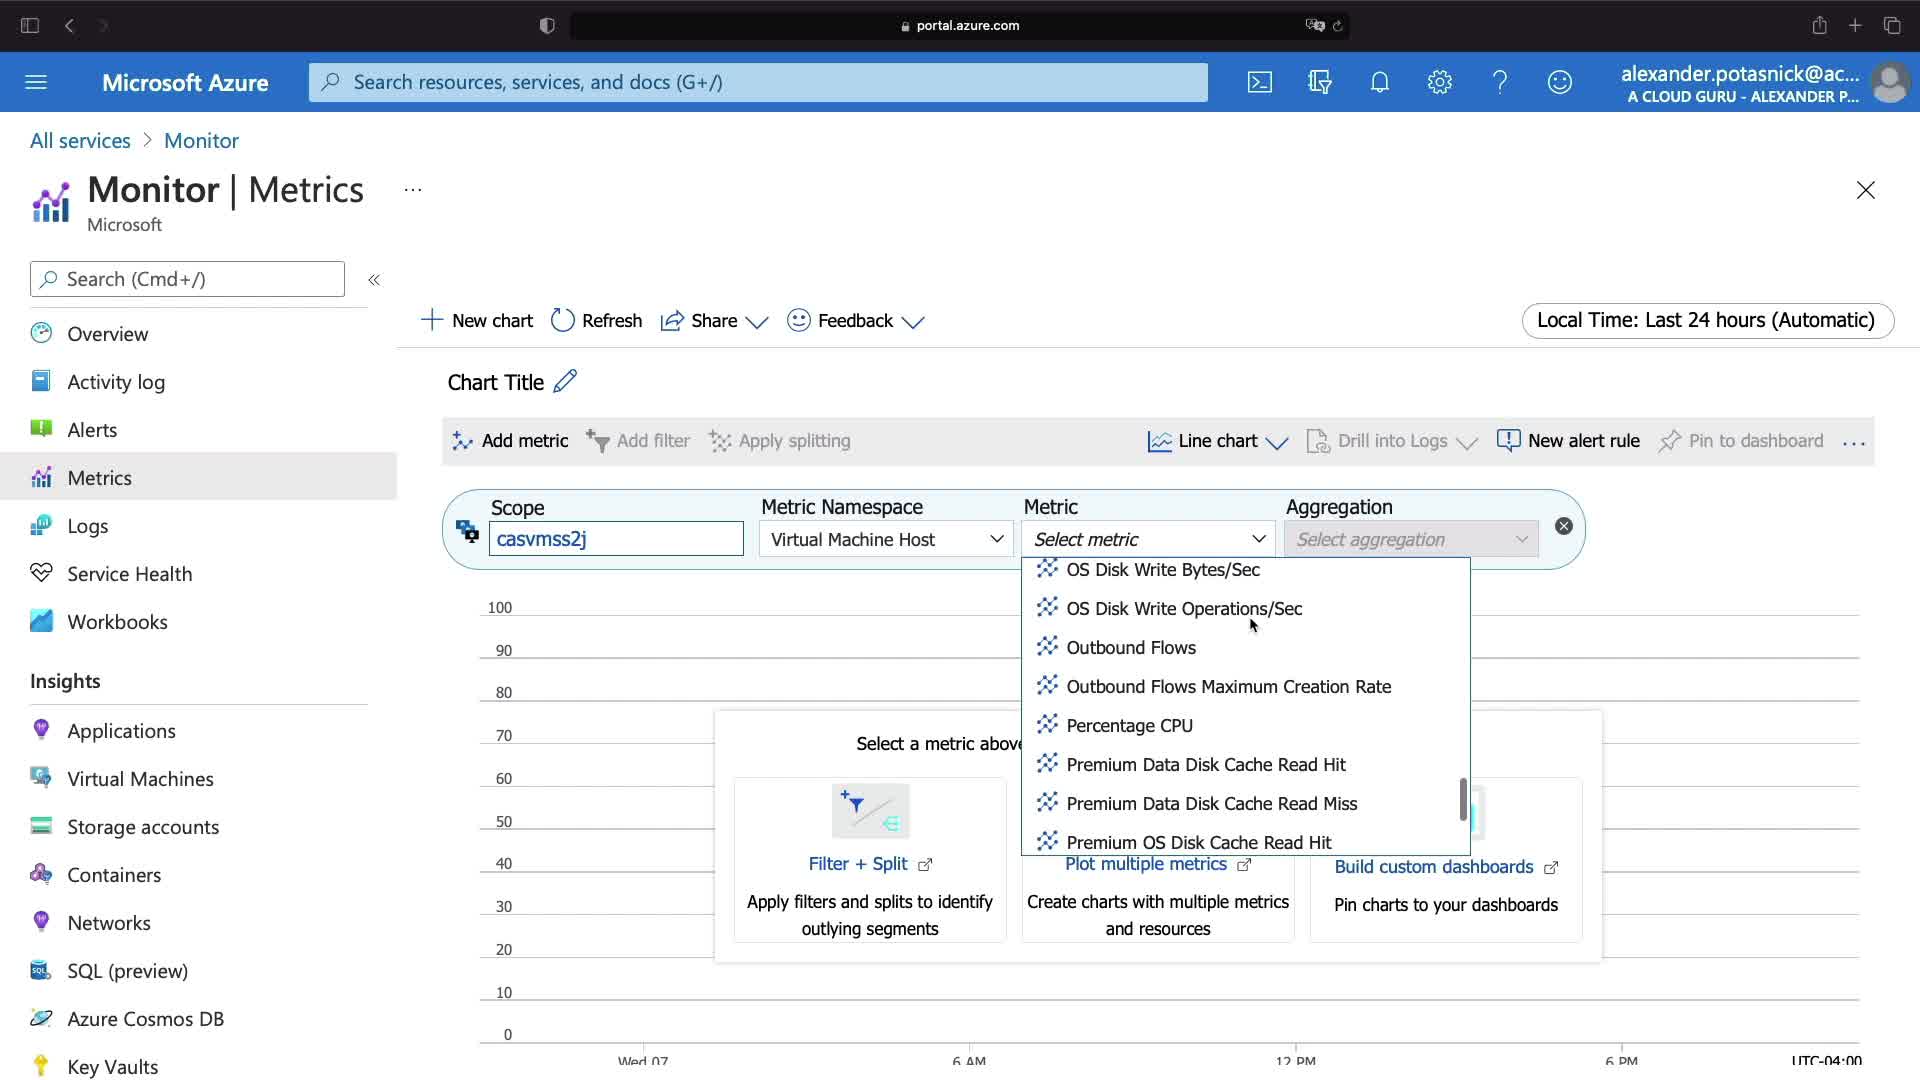 portal.azure.com
Microsoft Azure
Search resources, services, and docs (G+/)
alexander.potasnick@ac...
A CLOUD GURU - ALEXANDER P...
All services > Monitor
Monitor | Metrics ...
Microsoft
Search (Cmd+/)
«
Overview
Activity log
Alerts
Metrics
Logs
Service Health
Workbooks
Insights
Applications
Virtual Machines
Storage accounts
Containers
Networks
SQL (preview)
Azure Cosmos DB
Key Vaults
New chart
Refresh
Share
Feedback
Local Time: Last 24 hours (Automatic)
Chart Title
Add metric
Add filter
Apply splitting
Line chart
Drill into Logs
New alert rule
Pin to dashboard
...
Scope
casvmss2j
Metric Namespace
Virtual Machine Host
Metric
Select metric
Aggregation
Select aggregation
OS Disk Write Bytes/Sec
OS Disk Write Operations/Sec
Outbound Flows
Outbound Flows Maximum Creation Rate
Percentage CPU
Premium Data Disk Cache Read Hit
Premium Data Disk Cache Read Miss
Premium OS Disk Cache Read Hit
100
90
80
70
60
50
40
30
20
10
0
Select a metric above
Filter + Split
Apply filters and splits to identify
outlying segments
Plot multiple metrics
Create charts with multiple metrics
and resources
Build custom dashboards
Pin charts to your dashboards
Wed 07
6 AM
12 PM
6 PM
UTC-04:00